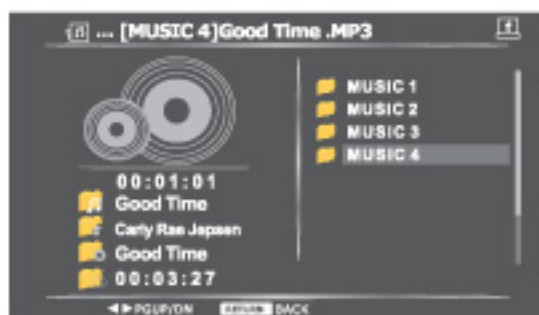 ... [MUSIC 4]Good Time .MP3
00:01:01
Good Time
Carly Rae Jepsen
Good Time
00:03:27
MUSIC 1
MUSIC 2
MUSIC 3
MUSIC 4
PGUP/DN RETURN BACK